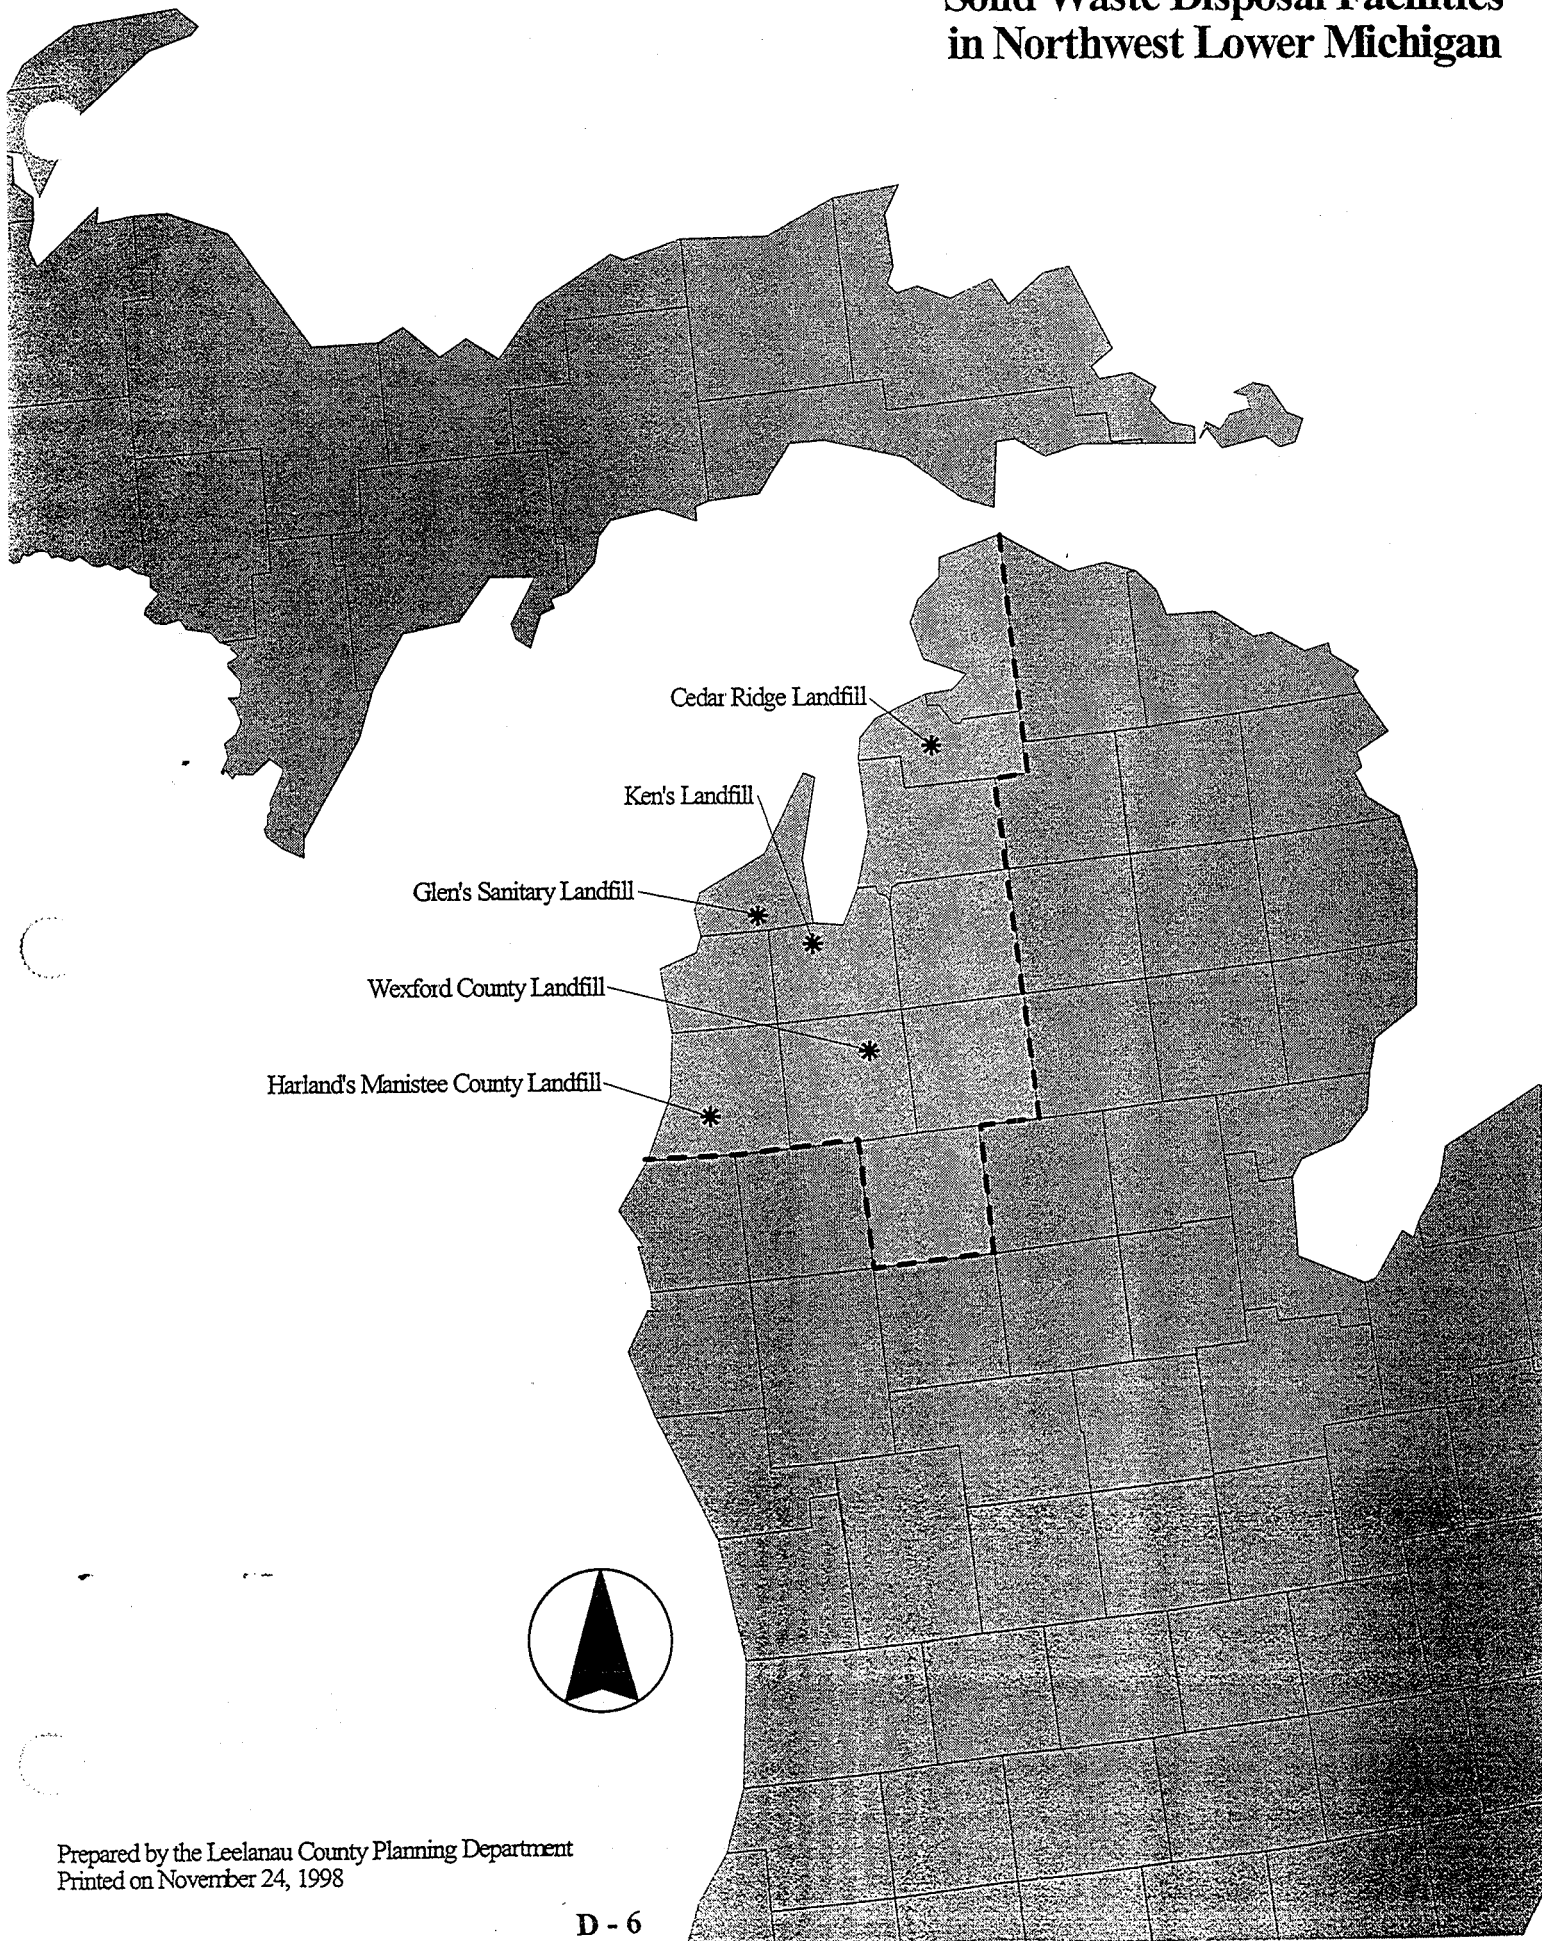 Solid Waste Disposal Facilities
in Northwest Lower Michigan
Cedar Ridge Landfill
Ken's Landfill
Glen's Sanitary Landfill
Wexford County Landfill
Harland's Manistee County Landfill
Prepared by the Leelanau County Planning Department
Printed on November 24, 1998
D - 6